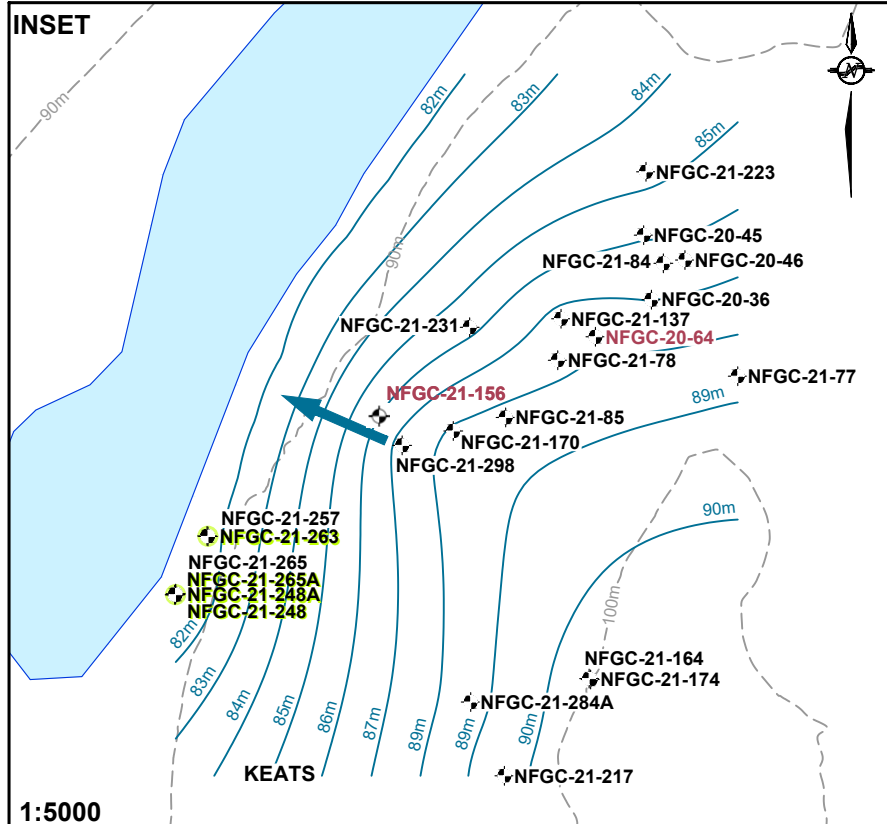 INSET
90m
82m
83m
84m
85m
NFGC-21-223
NFGC-20-45
NFGC-21-84
NFGC-20-46
90m
NFGC-20-36
NFGC-21-137
NFGC-21-231
NFGC-20-64
NFGC-21-78
NFGC-21-77
NFGC-21-156
89m
NFGC-21-85
NFGC-21-170
NFGC-21-298
90m
NFGC-21-257
NFGC-21-263
NFGC-21-265
NFGC-21-265A
NFGC-21-248A
NFGC-21-248
100m
82m
83m
84m
85m
86m
87m
89m
89m
90m
NFGC-21-164
NFGC-21-174
NFGC-21-284A
KEATS
NFGC-21-217
1:5000
N